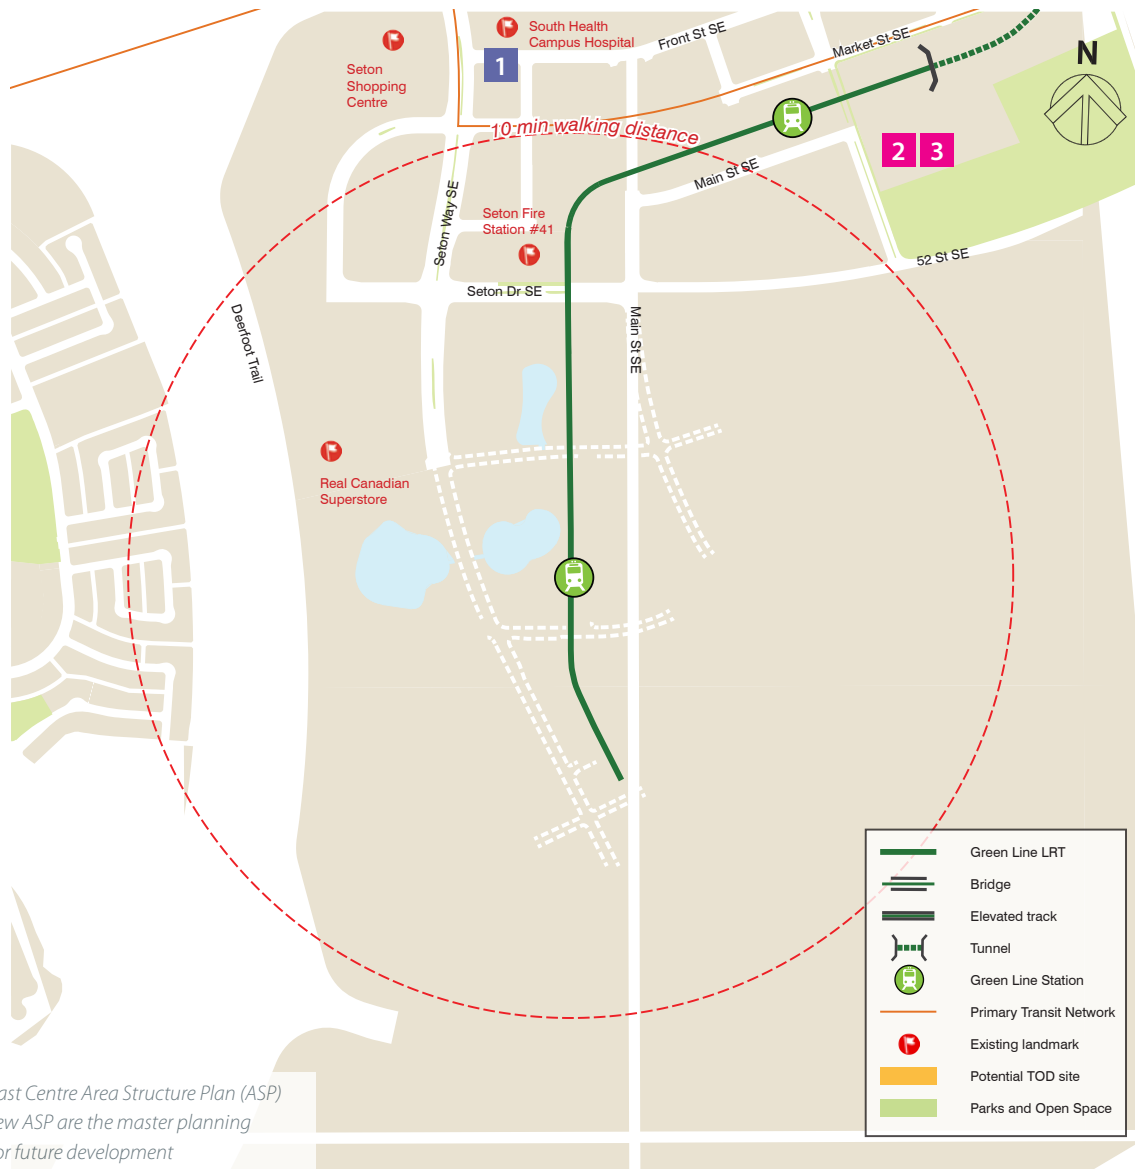 South Health
Campus Hospital
Front St SE
Market St SE
N
Seton
Shopping
Centre
1
10 min walking distance
2 3
Main St SE
Seton Way SE
Seton Fire
Station #41
52 St SE
Seton Dr SE
Deerfoot Trail
Main St SE
Real Canadian
Superstore
Green Line LRT
Bridge
Elevated track
Tunnel
Green Line Station
Primary Transit Network
Existing landmark
Potential TOD site
Parks and Open Space
ast Centre Area Structure Plan (ASP)
ew ASP are the master planning
or future development